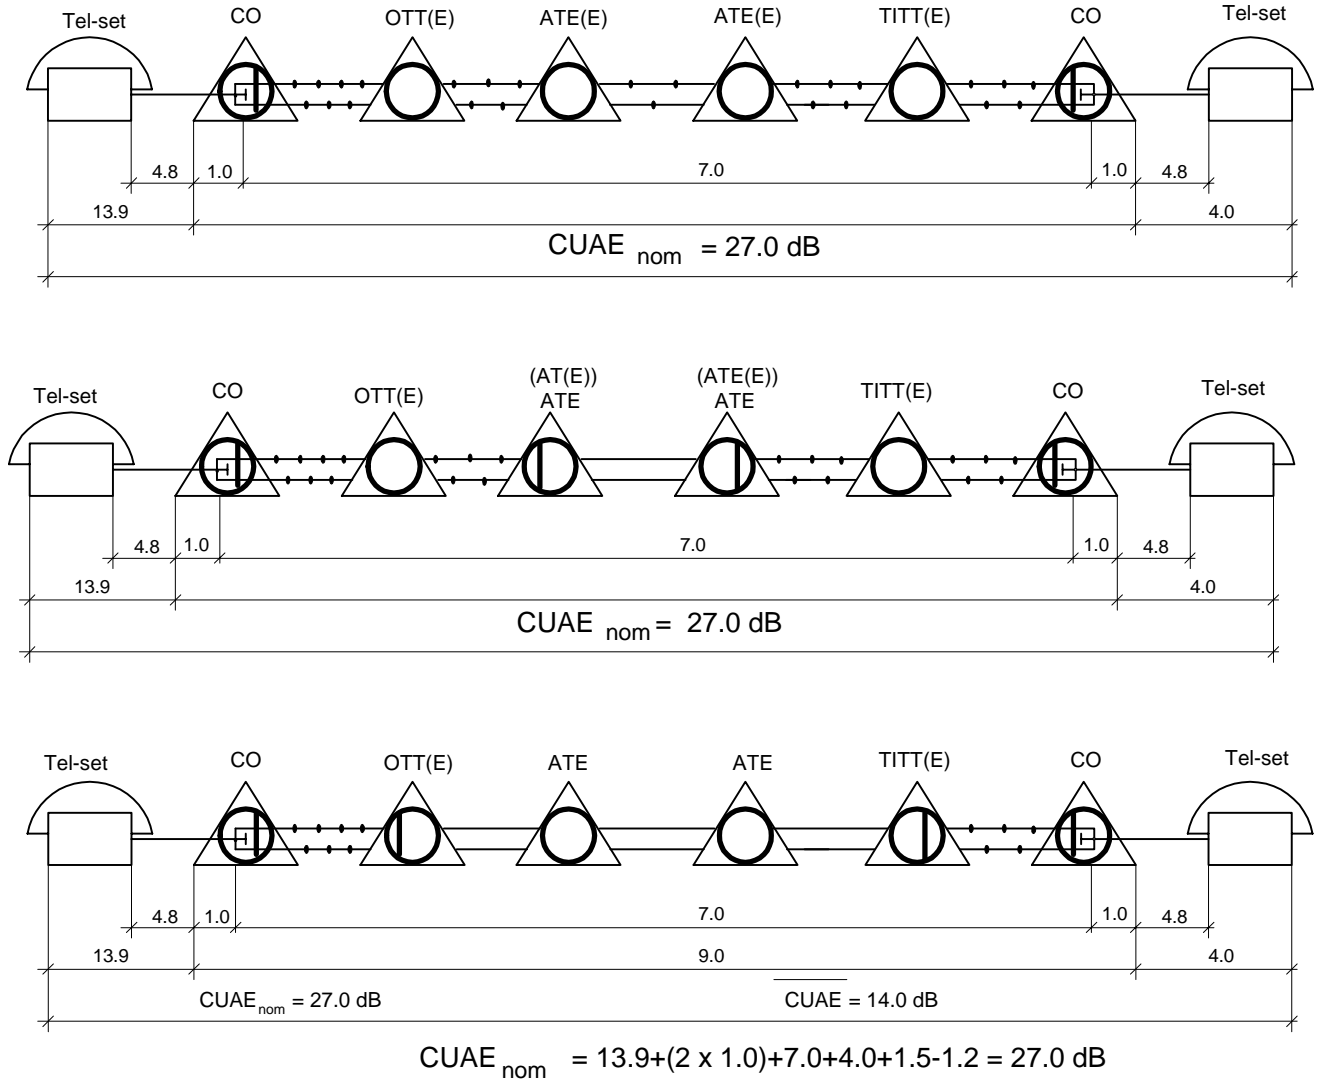 Tel-set CO OTT(E) ATE(E) ATE(E) TITT(E) CO Tel-set
4.8 1.0 7.0 1.0 4.8
13.9 4.0
CUAE nom = 27.0 dB
(AT(E)) (ATE(E))
Tel-set CO OTT(E) ATE ATE TITT(E) CO Tel-set
4.8 1.0 7.0 1.0 4.8
13.9 4.0
CUAE nom = 27.0 dB
Tel-set CO OTT(E) ATE ATE TITT(E) CO Tel-set
4.8 1.0 7.0 1.0 4.8
13.9 9.0 4.0
CUAE nom = 27.0 dB CUAE = 14.0 dB
CUAE nom = 13.9+(2 x 1.0)+7.0+4.0+1.5-1.2 = 27.0 dB